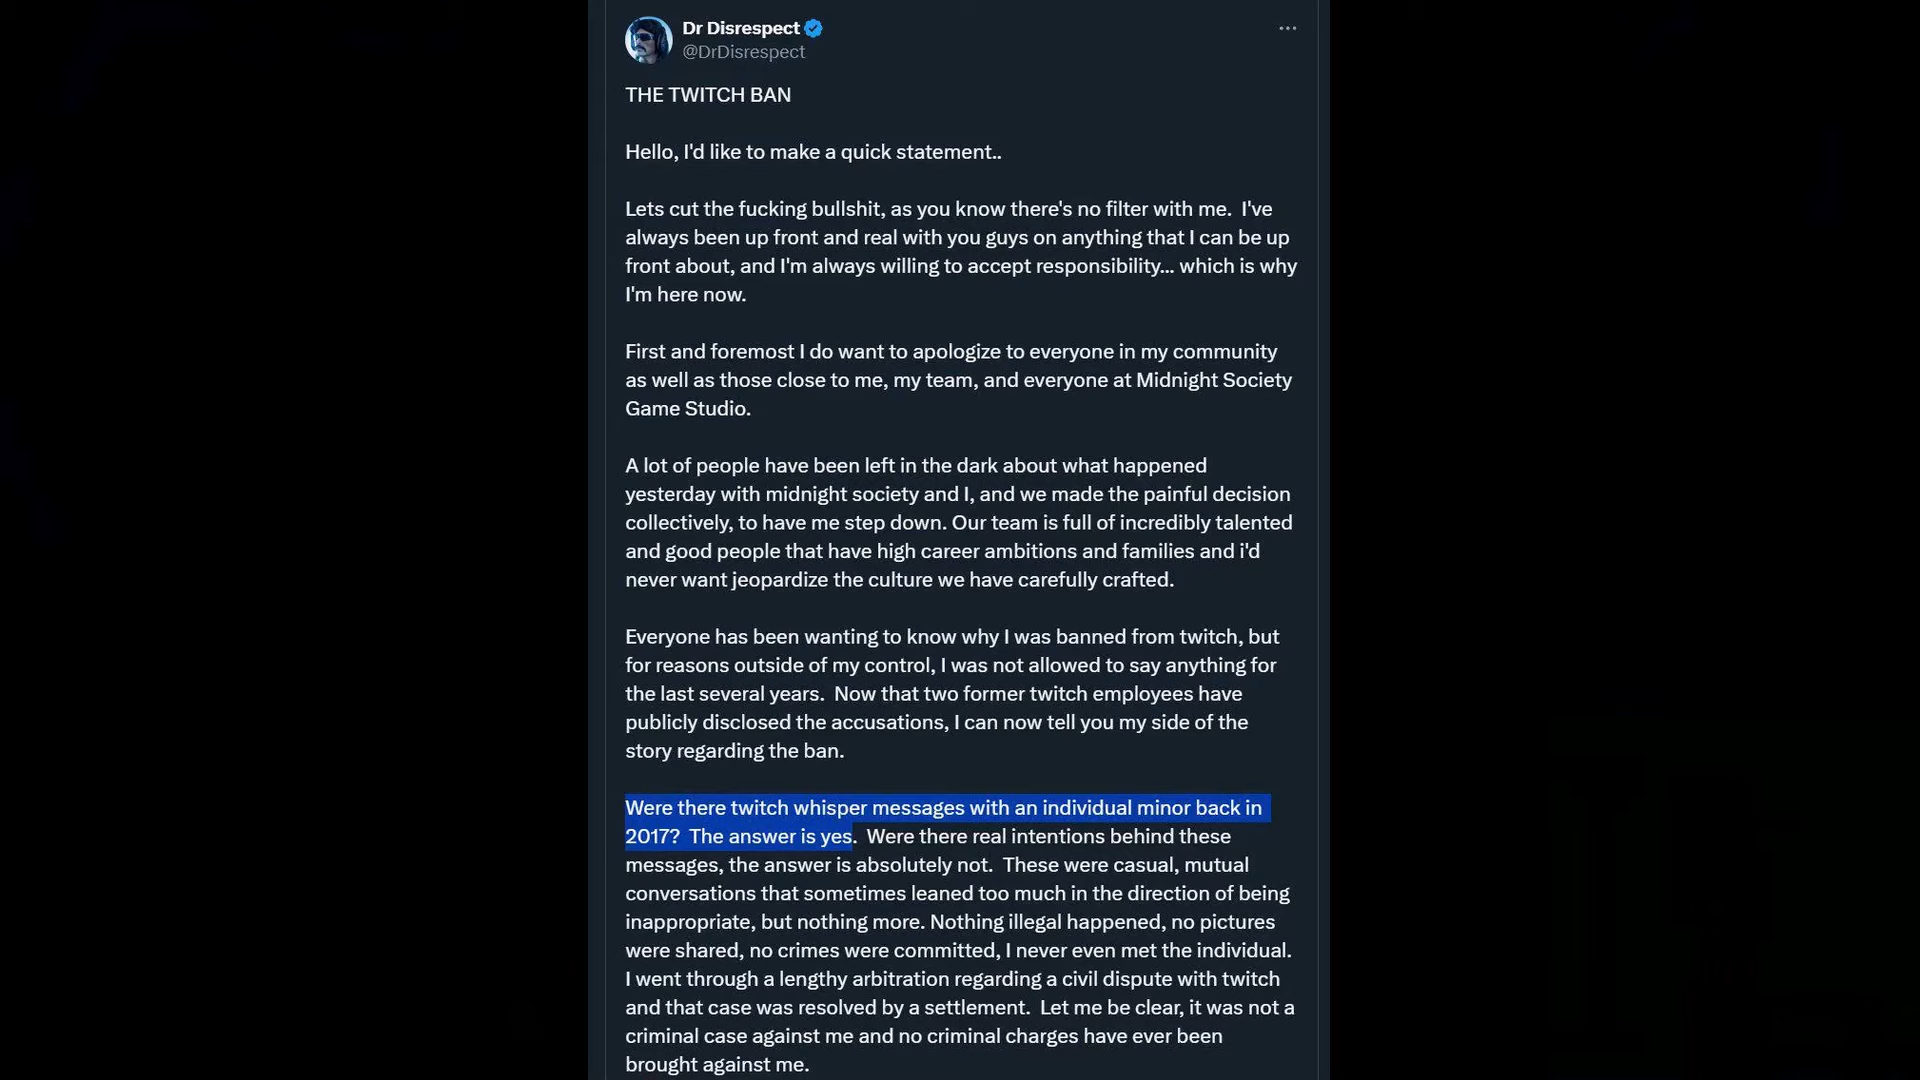 Dr Disrespect
@DrDisrespect
THE TWITCH BAN
Hello, I'd like to make a quick statement..
Lets cut the fucking bullshit, as you know there's no filter with me.  I've
always been up front and real with you guys on anything that I can be up
front about, and I'm always willing to accept responsibility... which is why
I'm here now.
First and foremost I do want to apologize to everyone in my community
as well as those close to me, my team, and everyone at Midnight Society
Game Studio.
A lot of people have been left in the dark about what happened
yesterday with midnight society and I, and we made the painful decision
collectively, to have me step down. Our team is full of incredibly talented
and good people that have high career ambitions and families and i'd
never want jeopardize the culture we have carefully crafted.
Everyone has been wanting to know why I was banned from twitch, but
for reasons outside of my control, I was not allowed to say anything for
the last several years.  Now that two former twitch employees have
publicly disclosed the accusations, I can now tell you my side of the
story regarding the ban.
Were there twitch whisper messages with an individual minor back in
2017?  The answer is yes.  Were there real intentions behind these
messages, the answer is absolutely not.  These were casual, mutual
conversations that sometimes leaned too much in the direction of being
inappropriate, but nothing more. Nothing illegal happened, no pictures
were shared, no crimes were committed, I never even met the individual.
I went through a lengthy arbitration regarding a civil dispute with twitch
and that case was resolved by a settlement.  Let me be clear, it was not a
criminal case against me and no criminal charges have ever been
brought against me.